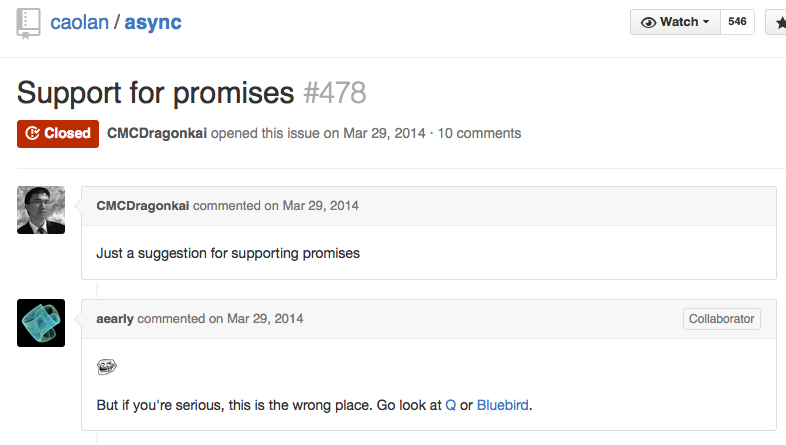 caolan / async
Watch 546
Support for promises #478
Closed CMCDragonkai opened this issue on Mar 29, 2014 · 10 comments
CMCDragonkai commented on Mar 29, 2014
Just a suggestion for supporting promises
aearly commented on Mar 29, 2014 Collaborator
But if you're serious, this is the wrong place. Go look at Q or Bluebird.